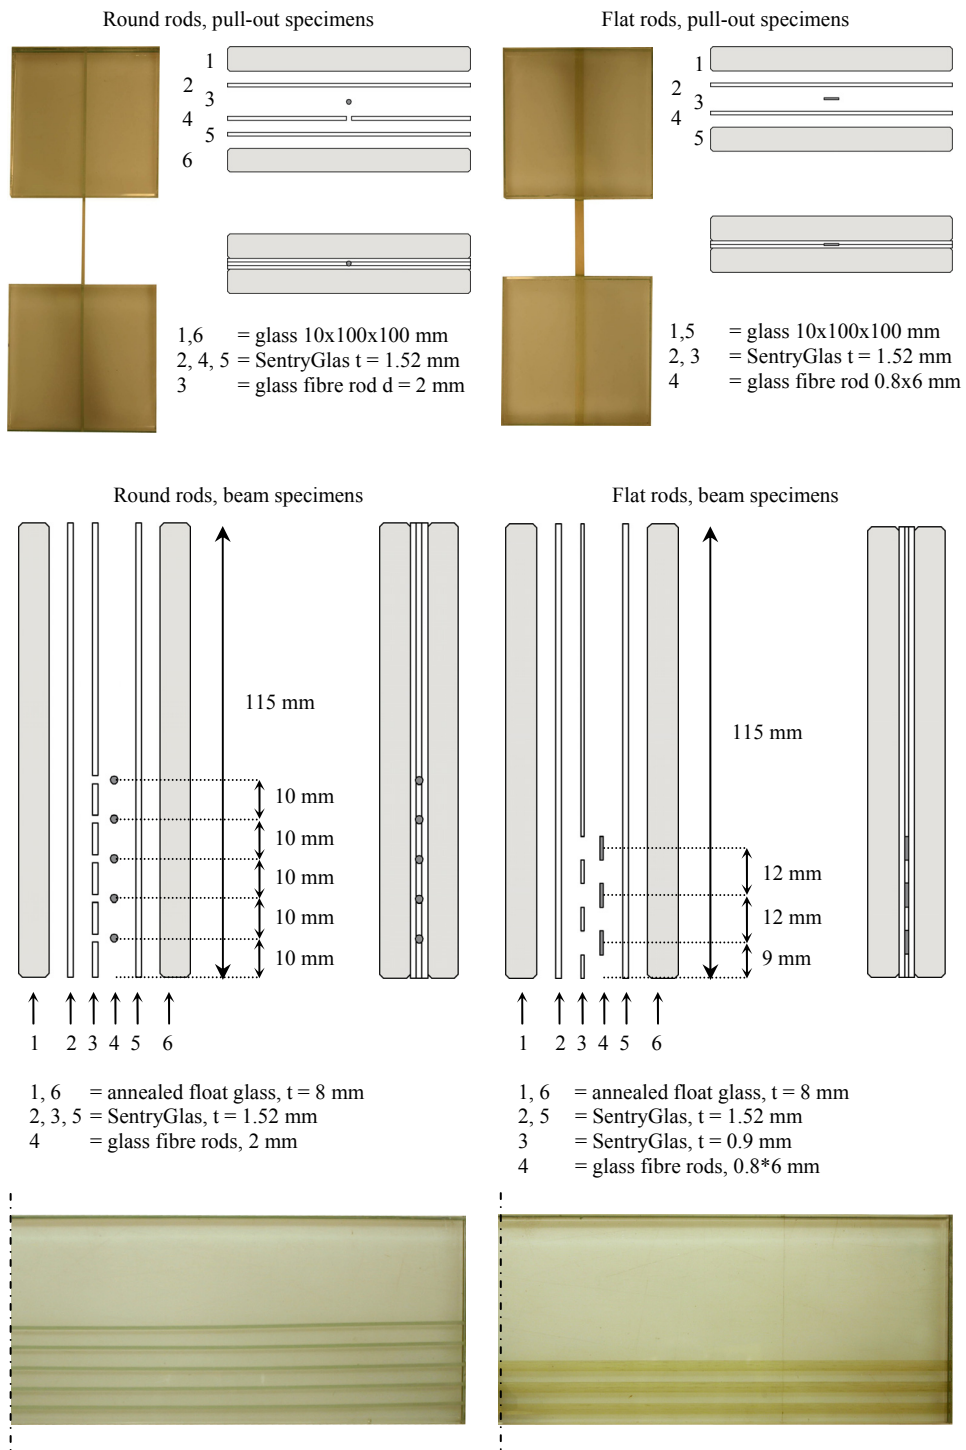 Round rods, pull-out specimens
1
2
3
4
5
6
1,6 = glass 10x100x100 mm
2, 4, 5 = SentryGlas t = 1.52 mm
3 = glass fibre rod d = 2 mm
Flat rods, pull-out specimens
1
2
3
4
5
1,5 = glass 10x100x100 mm
2, 3 = SentryGlas t = 1.52 mm
4 = glass fibre rod 0.8x6 mm
Round rods, beam specimens
115 mm
10 mm
10 mm
10 mm
10 mm
10 mm
1 2 3 4 5 6
1, 6 = annealed float glass, t = 8 mm
2, 3, 5 = SentryGlas, t = 1.52 mm
4 = glass fibre rods, 2 mm
Flat rods, beam specimens
115 mm
12 mm
12 mm
9 mm
1 2 3 4 5 6
1, 6 = annealed float glass, t = 8 mm
2, 5 = SentryGlas, t = 1.52 mm
3 = SentryGlas, t = 0.9 mm
4 = glass fibre rods, 0.8*6 mm